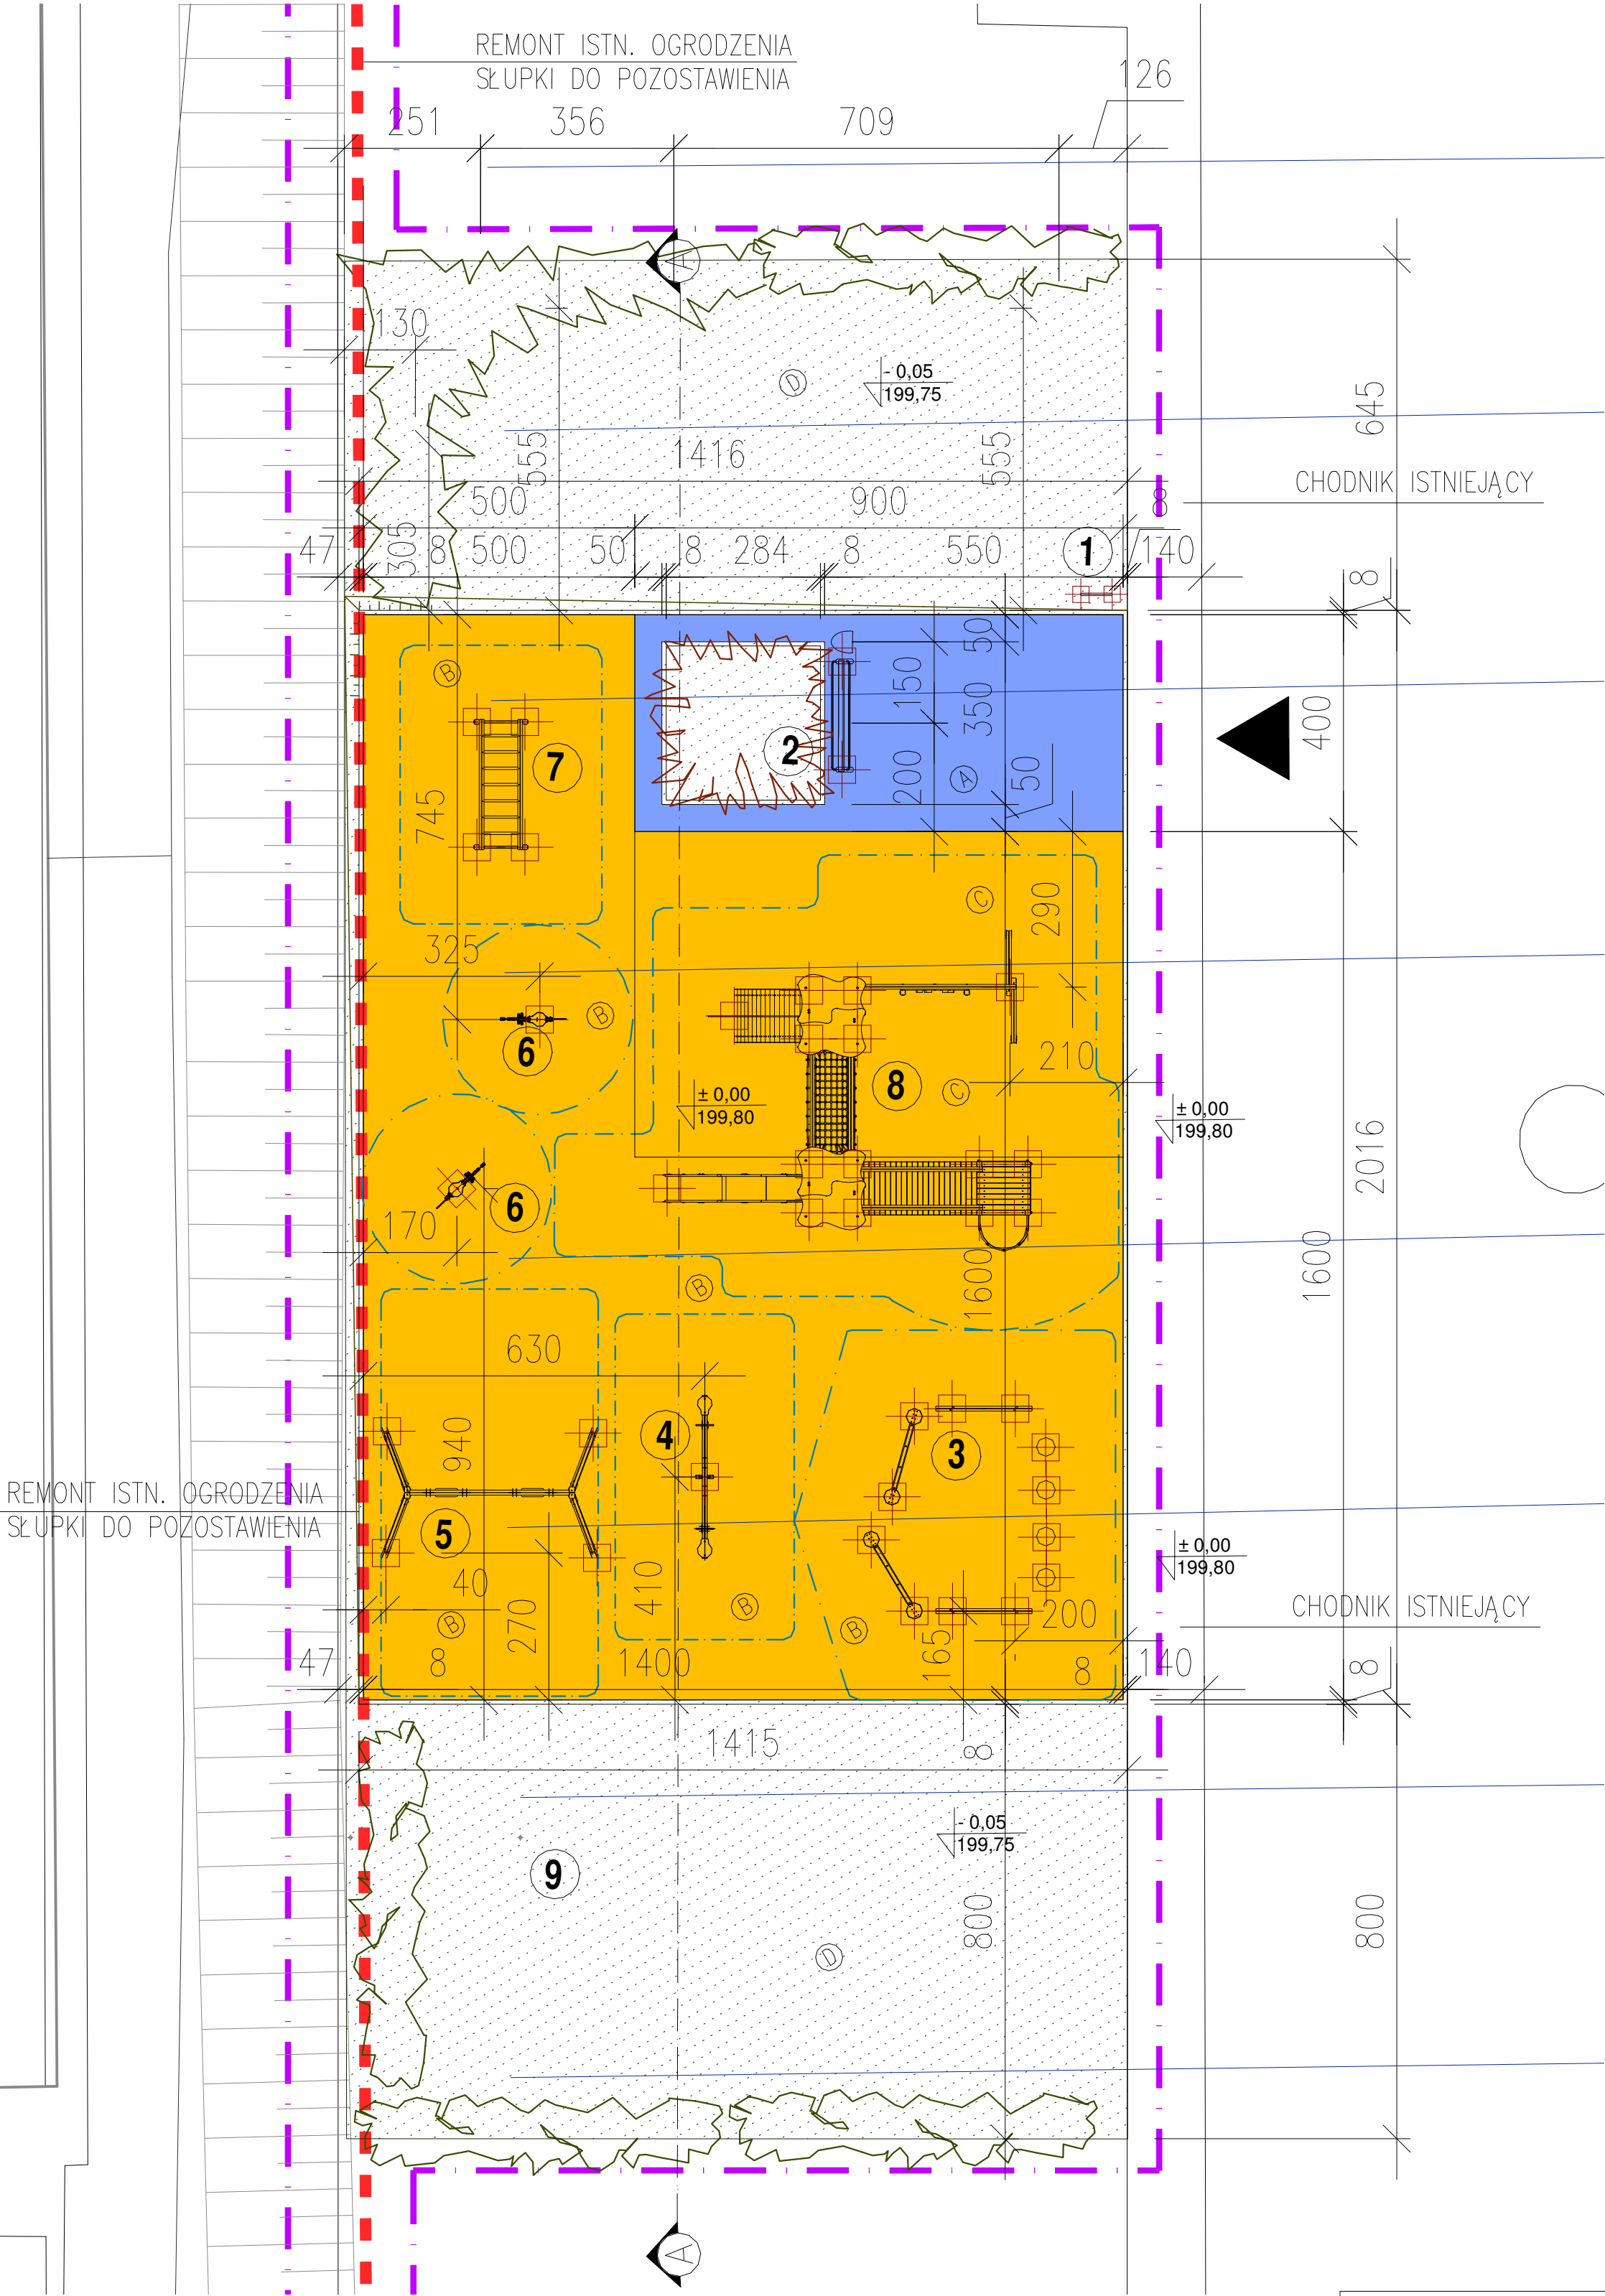 REMONT ISTN. OGRODZENIA
SŁUPKI DO POZOSTAWIENIA
126
251 356 709
A
130
D
- 0,05
199,75
645
555 1416 555
CHODNIK ISTNIEJĄCY
500 900 8
47 305 8 500 50 8 284 8 550 1 140
8
B
50
150
350
2
7
200
A
50
400
745
C
290
325
B
6
8
C
210
± 0,00
199,80
± 0,00
199,80
2016
6
170
1600
B
1600
630
940
4
3
REMONT ISTN. OGRODZENIA
SŁUPKI DO POZOSTAWIENIA
5
± 0,00
199,80
40
410
B
B
270
B
165
200
CHODNIK ISTNIEJĄCY
47 8 1400 8 140
8
1415
8
- 0,05
199,75
9
800
800
D
A